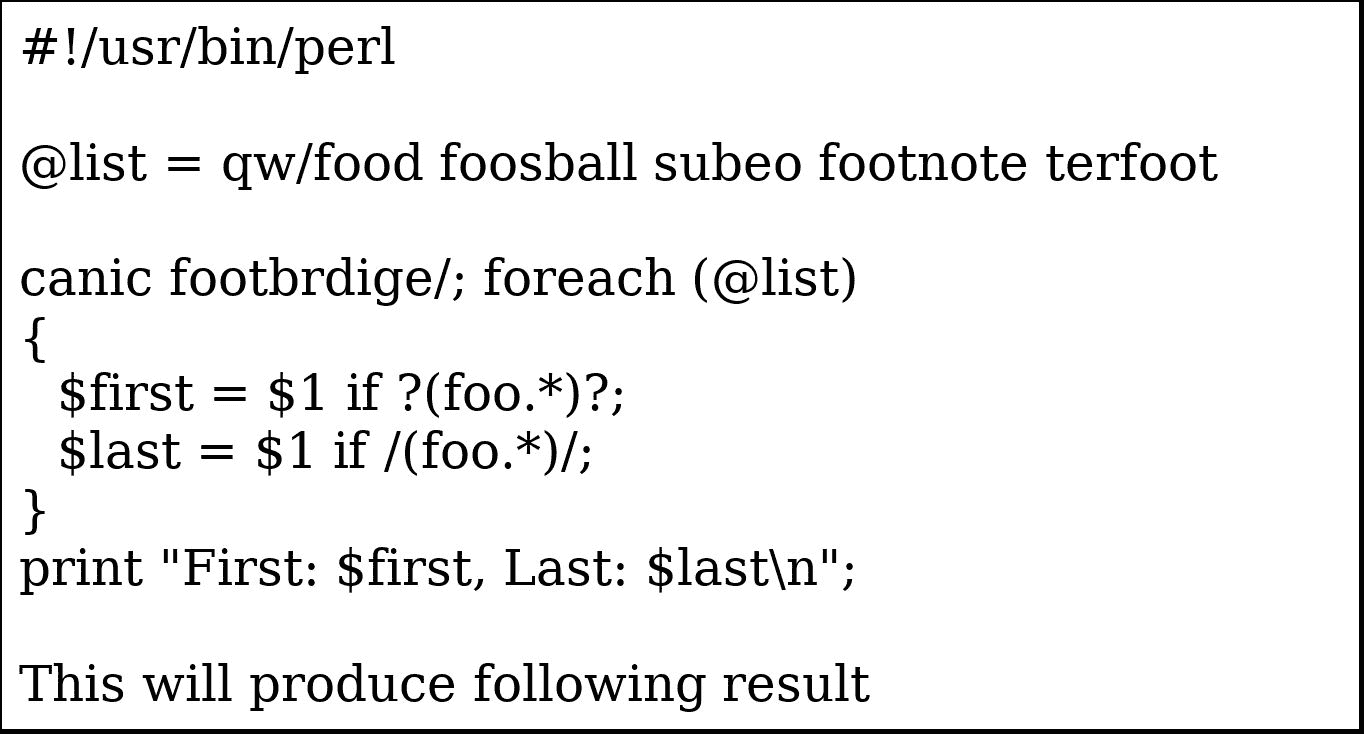 #!/usr/bin/perl
@list = qw/food foosball subeo footnote terfoot
canic footbrdige/; foreach (@list)
{
$first = $1 if ?(foo.*)?;
$last = $1 if /(foo.*)/;
}
print "First: $first, Last: $last\n";
This will produce following result